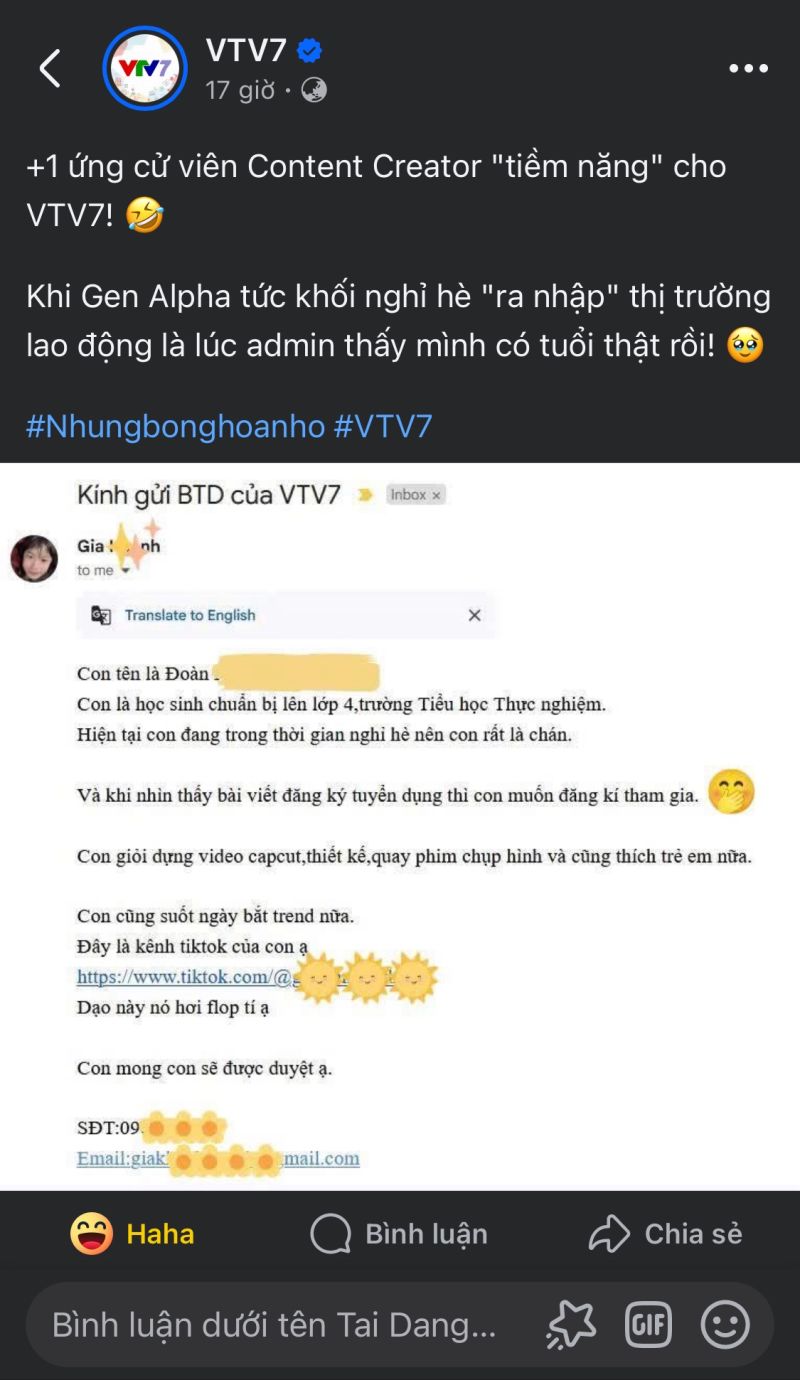 VTV7
VTV7
17 giờ ·
+1 ứng cử viên Content Creator "tiềm năng" cho
VTV7! 🤣
Khi Gen Alpha tức khối nghỉ hè "ra nhập" thị trường
lao động là lúc admin thấy mình có tuổi thật rồi! 🥹
#Nhungbonghoanho #VTV7
Kính gửi BTD của VTV7
Inbox ×
Gia nh
to me
Translate to English
Con tên là Đoàn
Con là học sinh chuẩn bị lên lớp 4,trường Tiểu học Thực nghiệm.
Hiện tại con đang trong thời gian nghỉ hè nên con rất là chán.
Và khi nhìn thấy bài viết đăng ký tuyển dụng thì con muốn đăng kí tham gia.
Con giỏi dựng video capcut,thiết kế,quay phim chụp hình và cũng thích trẻ em nữa.
Con cũng suốt ngày bắt trend nữa.
Đây là kênh tiktok của con ạ
https://www.tiktok.com/@
Dạo này nó hơi flop tí ạ
Con mong con sẽ được duyệt ạ.
SĐT:09
Email:giak mail.com
Haha
Bình luận
Chia sẻ
Bình luận dưới tên Tai Dang...
GIF